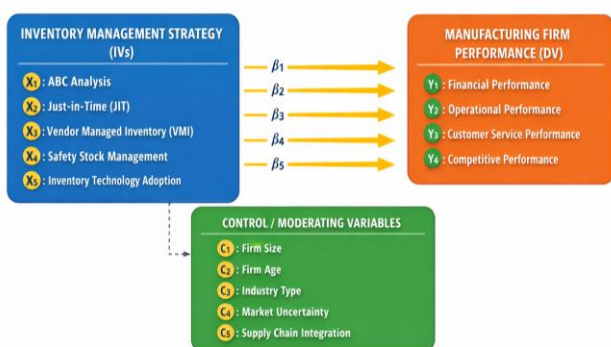 INVENTORY MANAGEMENT STRATEGY
(IVs)
X1 : ABC Analysis
X2 : Just-in-Time (JIT)
X3 : Vendor Managed Inventory (VMI)
X4 : Safety Stock Management
X5 : Inventory Technology Adoption
β1
β2
β3
β4
β5
MANUFACTURING FIRM
PERFORMANCE (DV)
Y1 : Financial Performance
Y2 : Operational Performance
Y3 : Customer Service Performance
Y4 : Competitive Performance
CONTROL / MODERATING VARIABLES
C1 : Firm Size
C2 : Firm Age
C3 : Industry Type
C4 : Market Uncertainty
C5 : Supply Chain Integration